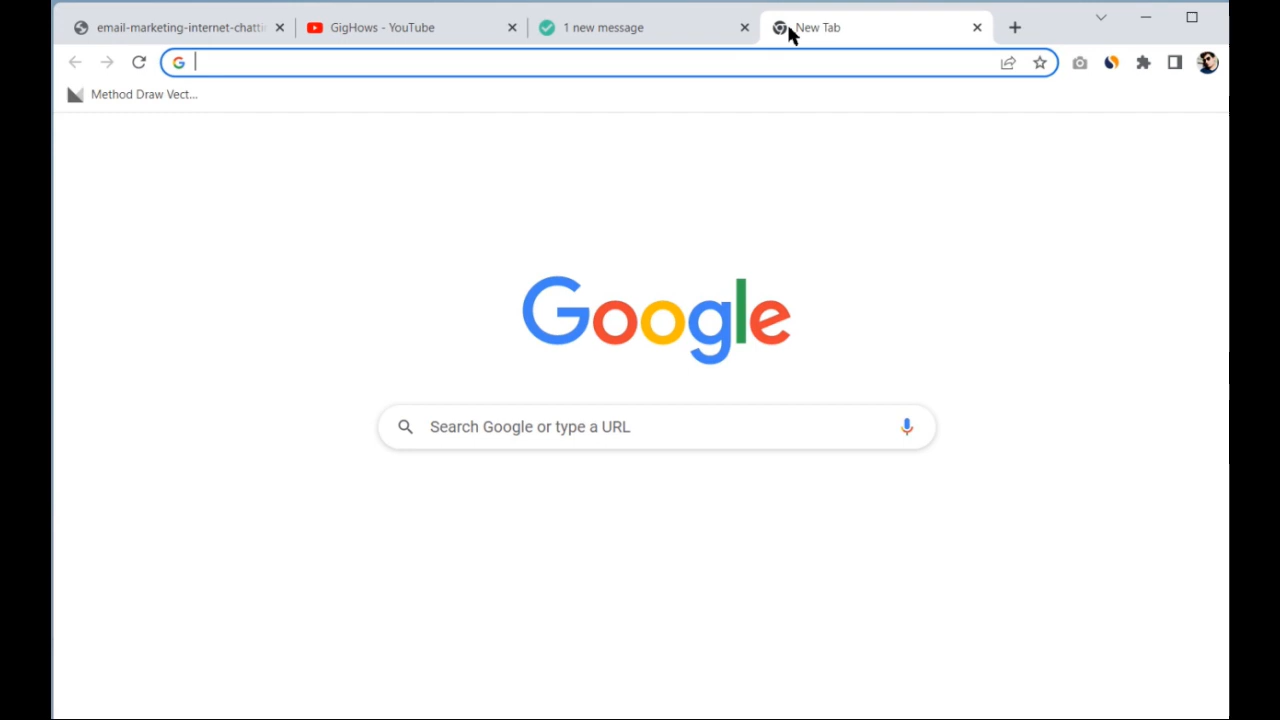 email-marketing-internet-chatti
GigHows - YouTube
1 new message
New Tab
Method Draw Vect...
Google
Search Google or type a URL